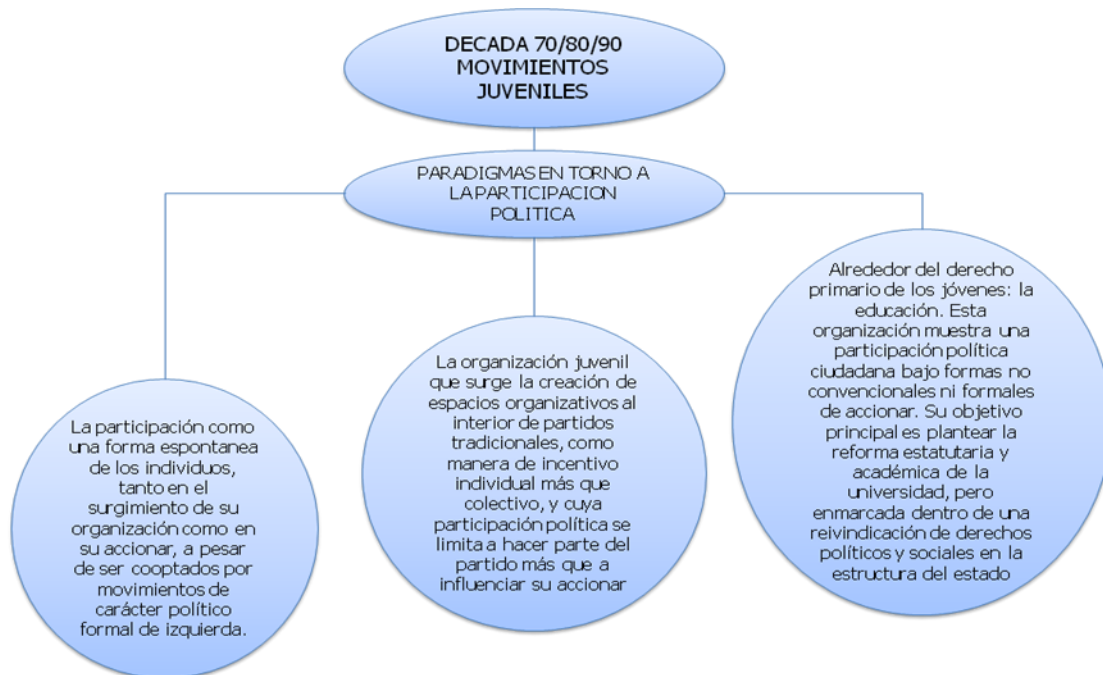 DECADA 70/80/90
MOVIMIENTOS
JUVENILES
PARADIGMAS EN TORNO A
LA PARTICIPACION
POLITICA
La participación como
una forma espontanea
de los individuos,
tanto en el
surgimiento de su
organización como en
su accionar, a pesar
de ser cooptados por
movimientos de
carácter político
formal de izquierda.
La organización juvenil
que surge la creación de
espacios organizativos al
interior de partidos
tradicionales, como
manera de incentivo
individual más que
colectivo, y cuya
participación política se
limita a hacer parte del
partido más que a
influenciar su accionar
Alrededor del derecho
primario de los jóvenes: la
educación. Esta
organización muestra una
participación política
ciudadana bajo formas no
convencionales ni formales
de accionar. Su objetivo
principal es plantear la
reforma estatutaria y
académica de la
universidad, pero
enmarcada dentro de una
reivindicación de derechos
políticos y sociales en la
estructura del estado